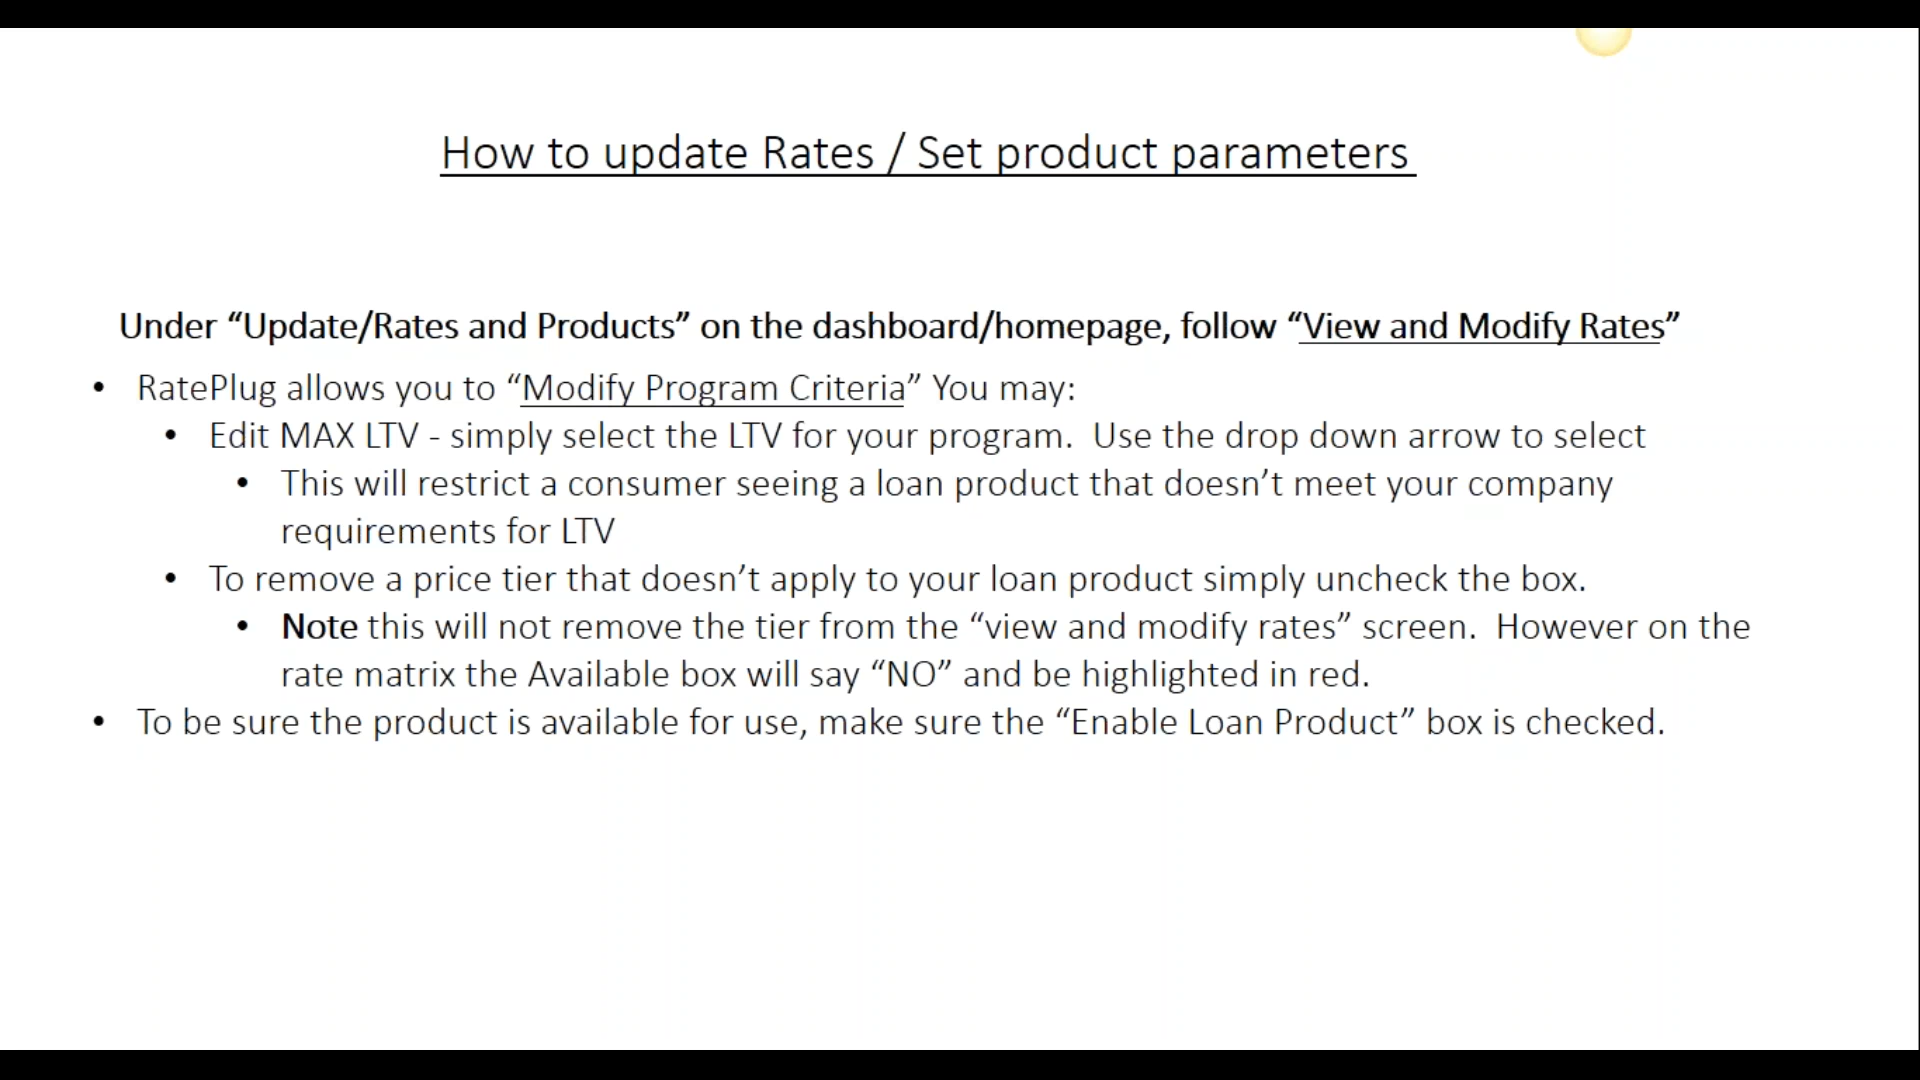 How to update Rates / Set product parameters
Under “Update/Rates and Products” on the dashboard/homepage, follow “View and Modify Rates”
• RatePlug allows you to “Modify Program Criteria” You may:
• Edit MAX LTV - simply select the LTV for your program.  Use the drop down arrow to select
• This will restrict a consumer seeing a loan product that doesn’t meet your company
requirements for LTV
• To remove a price tier that doesn’t apply to your loan product simply uncheck the box.
• Note this will not remove the tier from the “view and modify rates” screen.  However on the
rate matrix the Available box will say “NO” and be highlighted in red.
• To be sure the product is available for use, make sure the “Enable Loan Product” box is checked.